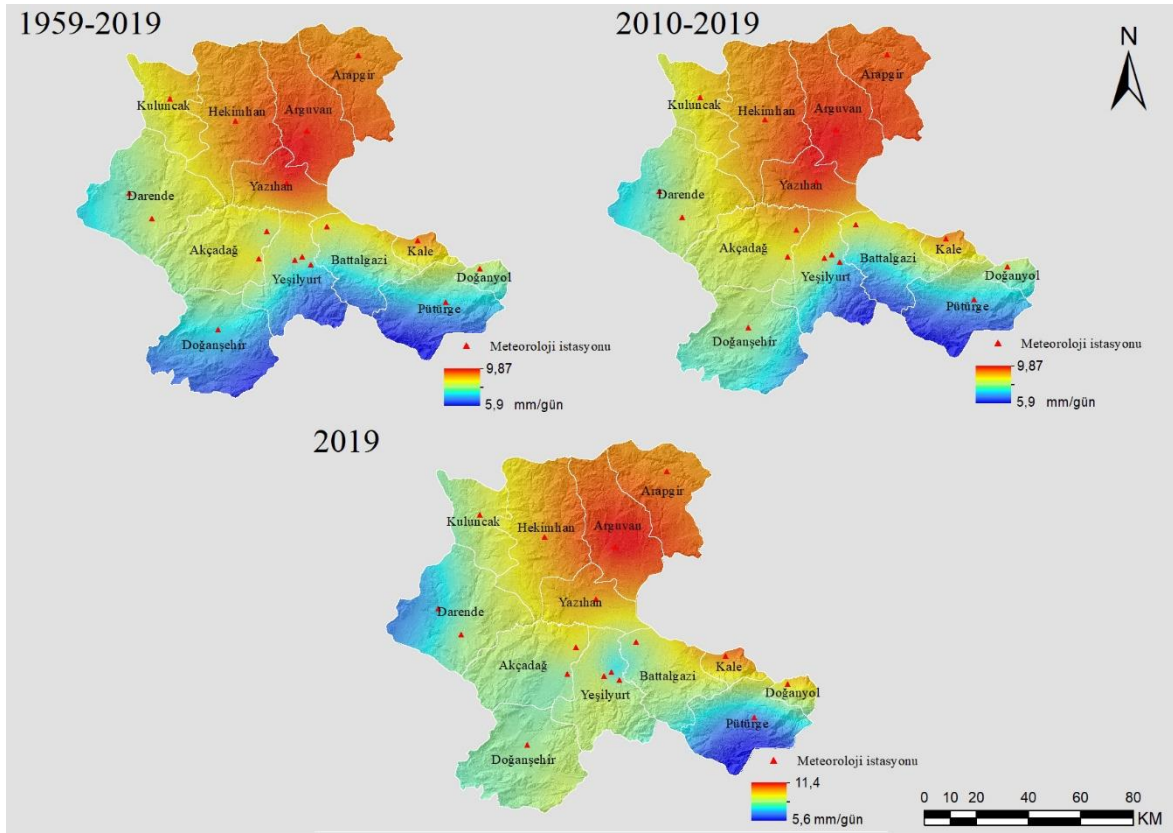 1959-2019
2010-2019
N
Arapgir
Kuluncak
Hekimhan
Arguvan
Yazıhan
Darende
Akçadağ
Kale
Battalgazi
Doğanyol
Yeşilyurt
Pütürge
Doğanşehir
Meteoroloji istasyonu
9,87
5,9 mm/gün
Arapgir
Kuluncak
Hekimhan
Arguvan
Yazıhan
Darende
Akçadağ
Kale
Battalgazi
Doğanyol
Yeşilyurt
Pütürge
Doğanşehir
Meteoroloji istasyonu
9,87
5,9 mm/gün
2019
Arapgir
Kuluncak
Hekimhan
Arguvan
Yazıhan
Darende
Akçadağ
Kale
Battalgazi
Doğanyol
Yeşilyurt
Pütürge
Doğanşehir
Meteoroloji istasyonu
11,4
5,6 mm/gün
0 10 20 40 60 80
KM